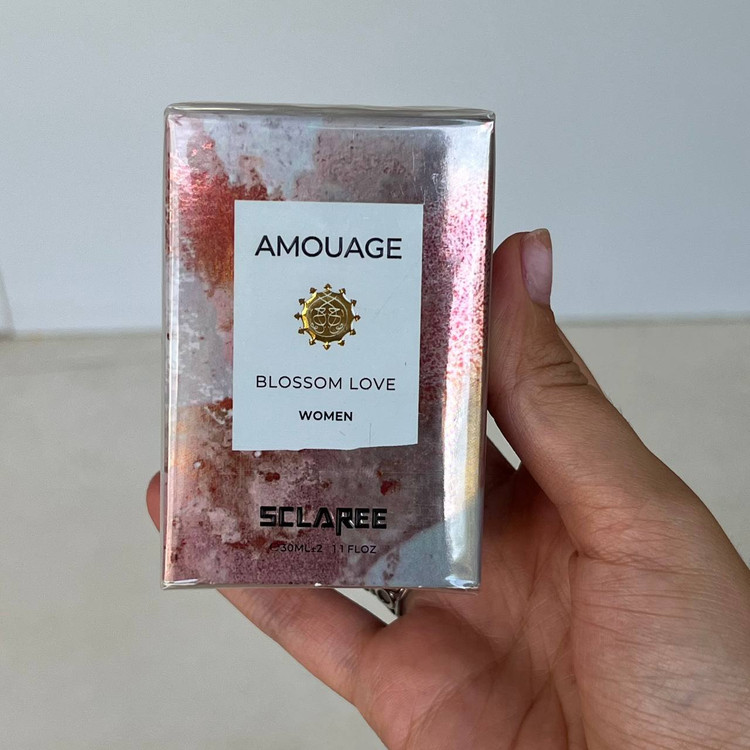 AMOUAGE
BLOSSOM LOVE
WOMEN
SCLAREE
30ML±2 1.1 FLOZ